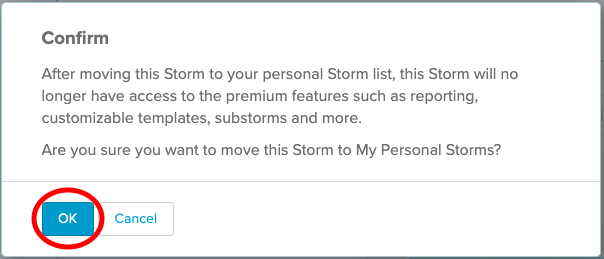 Confirm
After moving this Storm to your personal Storm list, this Storm will no
longer have access to the premium features such as reporting,
customizable templates, substorms and more.
Are you sure you want to move this Storm to My Personal Storms?
OK
Cancel